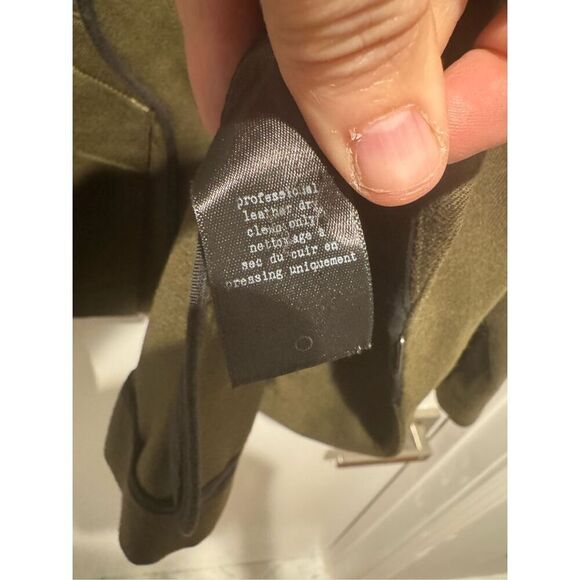 professional
leather dry
clean only
nettoyage à
sec du cuir en
pressing uniquement